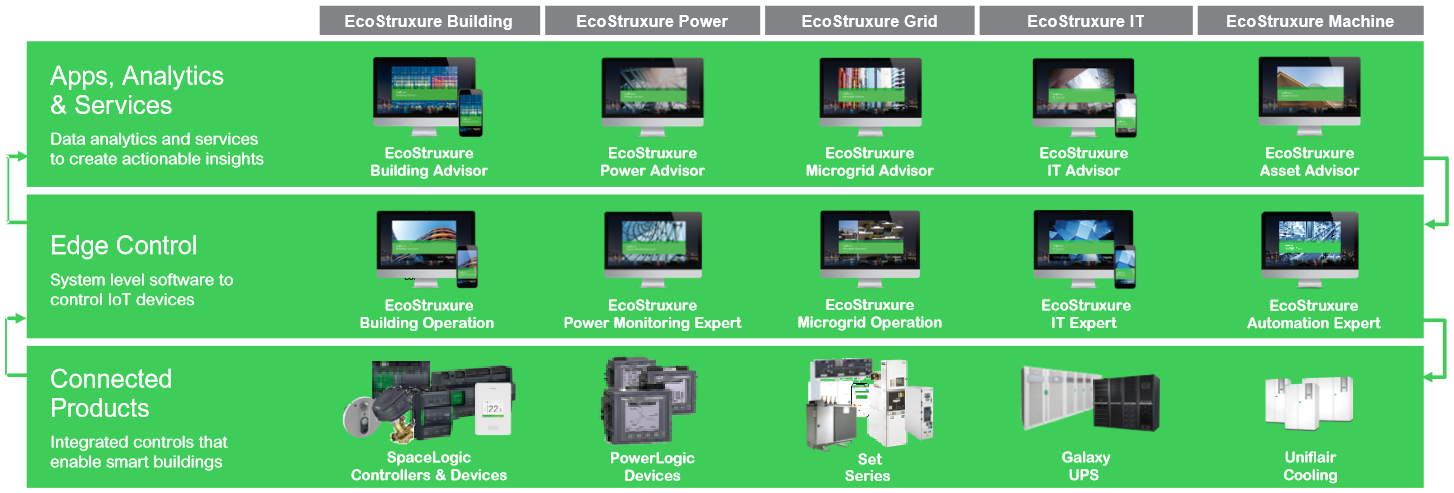 EcoStruxure Building
EcoStruxure Power
EcoStruxure Grid
EcoStruxure IT
EcoStruxure Machine
Apps, Analytics
& Services
Data analytics and services
to create actionable insights
EcoStruxure
Building Advisor
EcoStruxure
Power Advisor
EcoStruxure
Microgrid Advisor
EcoStruxure
IT Advisor
EcoStruxure
Asset Advisor
Edge Control
System level software to
control IoT devices
EcoStruxure
Building Operation
EcoStruxure
Power Monitoring Expert
EcoStruxure
Microgrid Operation
EcoStruxure
IT Expert
EcoStruxure
Automation Expert
Connected
Products
Integrated controls that
enable smart buildings
22
SpaceLogic
Controllers & Devices
PowerLogic
Devices
Set
Series
Galaxy
UPS
Uniflair
Cooling